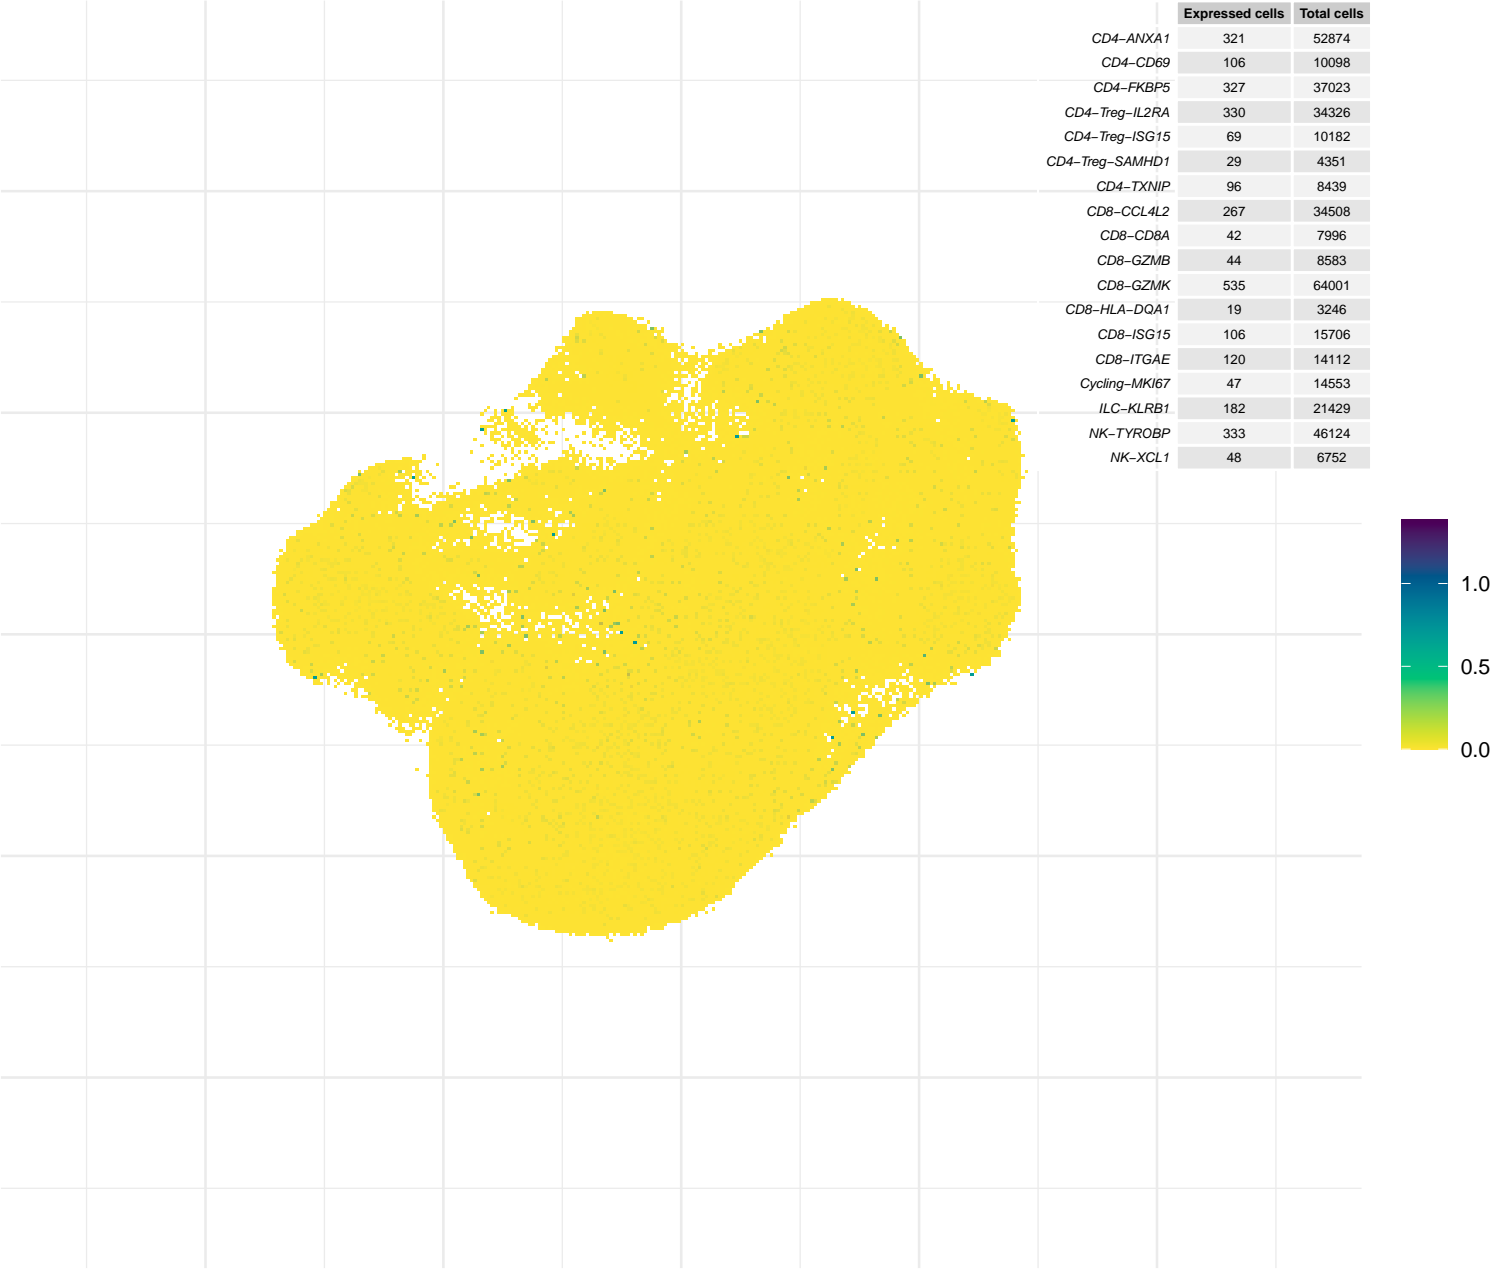 Expressed cells Total cells
CD4−ANXA1 321 52874
CD4−CD69 106 10098
CD4−FKBP5 327 37023
CD4−Treg−IL2RA 330 34326
CD4−Treg−ISG15 69 10182
CD4−Treg−SAMHD1 29 4351
CD4−TXNIP 96 8439
CD8−CCL4L2 267 34508
CD8−CD8A 42 7996
CD8−GZMB 44 8583
CD8−GZMK 535 64001
CD8−HLA−DQA1 19 3246
CD8−ISG15 106 15706
CD8−ITGAE 120 14112
Cycling−MKI67 47 14553
ILC−KLRB1 182 21429
NK−TYROBP 333 46124
NK−XCL1 48 6752
1.0
0.5
0.0